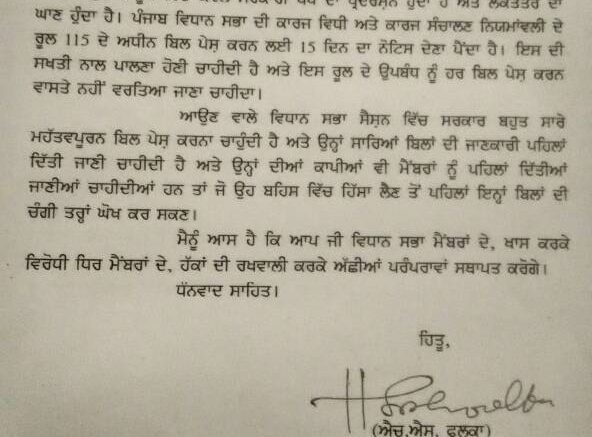 ਦਾ ਪ੍ਰਦਰਸ਼ਨ ਹੁੰਦਾ ਹੈ ਅਤੇ ਲੋਕਤੰਤਰ ਦਾ
ਘਾਣ ਹੁੰਦਾ ਹੈ। ਪੰਜਾਬ ਵਿਧਾਨ ਸਭਾ ਦੀ ਕਾਰਜ ਵਿਧੀ ਅਤੇ ਕਾਰਜ ਸੰਚਾਲਣ ਨਿਯਮਾਂਵਲੀ ਦੇ
ਰੂਲ 115 ਦੇ ਅਧੀਨ ਬਿਲ ਪੇਸ਼ ਕਰਨ ਲਈ 15 ਦਿਨ ਦਾ ਨੋਟਿਸ ਦੇਣਾ ਪੈਂਦਾ ਹੈ। ਇਸ ਦੀ
ਸਖਤੀ ਨਾਲ ਪਾਲਣਾ ਹੋਣੀ ਚਾਹੀਦੀ ਹੈ ਅਤੇ ਇਸ ਰੂਲ ਦੇ ਉਪਬੰਧ ਨੂੰ ਹਰ ਬਿਲ ਪੇਸ਼ ਕਰਨ
ਵਾਸਤੇ ਨਹੀਂ ਵਰਤਿਆ ਜਾਣਾ ਚਾਹੀਦਾ।
ਆਉਣ ਵਾਲੇ ਵਿਧਾਨ ਸਭਾ ਸੈਸ਼ਨ ਵਿੱਚ ਸਰਕਾਰ ਬਹੁਤ ਸਾਰੇ
ਮਹੱਤਵਪੂਰਨ ਬਿਲ ਪੇਸ਼ ਕਰਨਾ ਚਾਹੁੰਦੀ ਹੈ ਅਤੇ ਉਨ੍ਹਾਂ ਸਾਰਿਆਂ ਬਿਲਾਂ ਦੀ ਜਾਣਕਾਰੀ ਪਹਿਲਾਂ
ਦਿੱਤੀ ਜਾਣੀ ਚਾਹੀਦੀ ਹੈ ਅਤੇ ਉਨ੍ਹਾਂ ਦੀਆਂ ਕਾਪੀਆਂ ਵੀ ਮੈਂਬਰਾਂ ਨੂੰ ਪਹਿਲਾਂ ਦਿੱਤੀਆਂ
ਜਾਣੀਆਂ ਚਾਹੀਦੀਆਂ ਹਨ ਤਾਂ ਜੋ ਉਹ ਬਹਿਸ ਵਿੱਚ ਹਿੱਸਾ ਲੈਣ ਤੋਂ ਪਹਿਲਾਂ ਇਨ੍ਹਾਂ ਬਿਲਾਂ ਦੀ
ਚੰਗੀ ਤਰ੍ਹਾਂ ਘੋਖ ਕਰ ਸਕਣ।
ਮੈਨੂੰ ਆਸ ਹੈ ਕਿ ਆਪ ਜੀ ਵਿਧਾਨ ਸਭਾ ਮੈਂਬਰਾਂ ਦੇ, ਖਾਸ ਕਰਕੇ
ਵਿਰੋਧੀ ਧਿਰ ਮੈਂਬਰਾਂ ਦੇ, ਹੱਕਾਂ ਦੀ ਰਖਵਾਲੀ ਕਰਕੇ ਅੱਛੀਆਂ ਪਰੰਪਰਾਵਾਂ ਸਥਾਪਤ ਕਰੋਗੇ।
ਧੰਨਵਾਦ ਸਾਹਿਤ।
ਹਿਤੂ,
(ਐਚ.ਐਸ. ਫੂਲਕਾ)